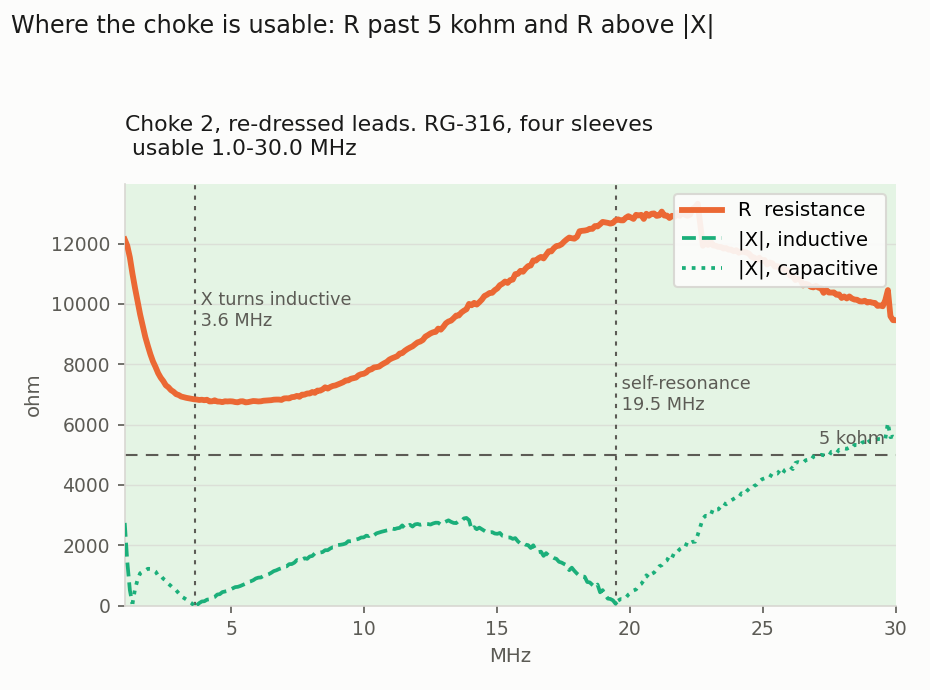 Where the choke is usable: R past 5 kohm and R above |X|
Choke 2, re-dressed leads. RG-316, four sleeves
usable 1.0-30.0 MHz
R  resistance
|X|, inductive
|X|, capacitive
12000
10000
8000
6000
4000
2000
0
ohm
X turns inductive
3.6 MHz
self-resonance
19.5 MHz
5 kohm
5
10
15
20
25
30
MHz